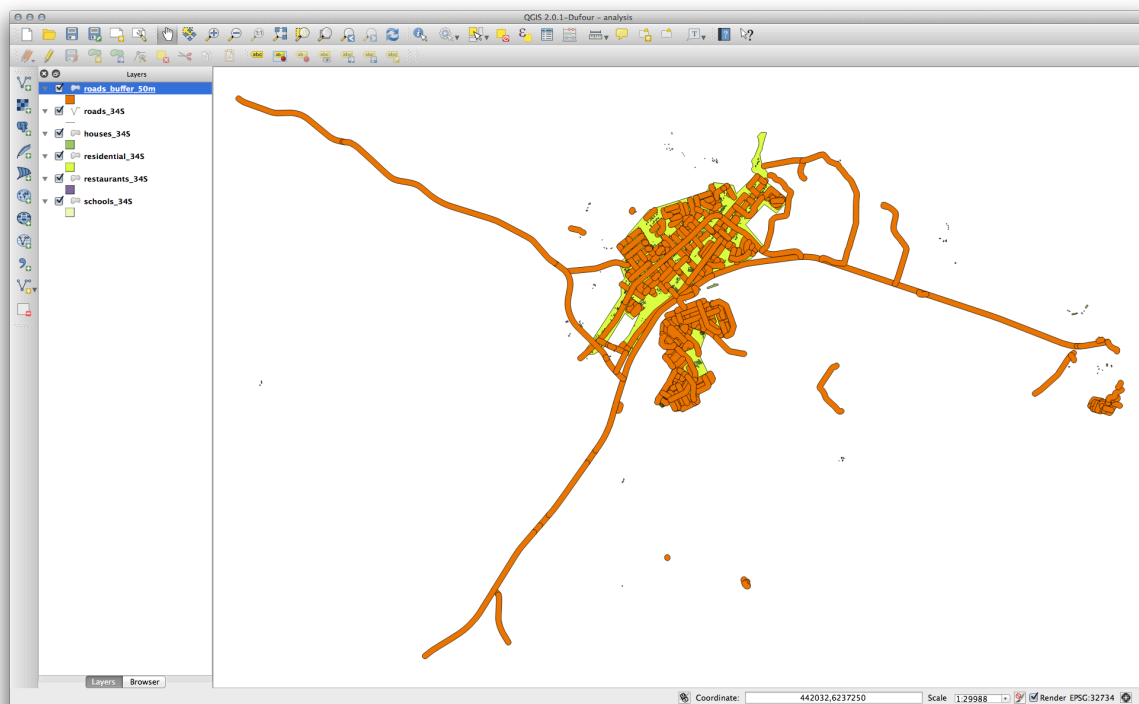 QGIS 2.0.1-Dufour - analysis
Layers
roads_buffer_50m
roads_34S
houses_34S
residential_34S
restaurants_34S
schools_34S
Layers Browser
Coordinate: 442032,6237250 Scale 1:29988 Render EPSG:32734